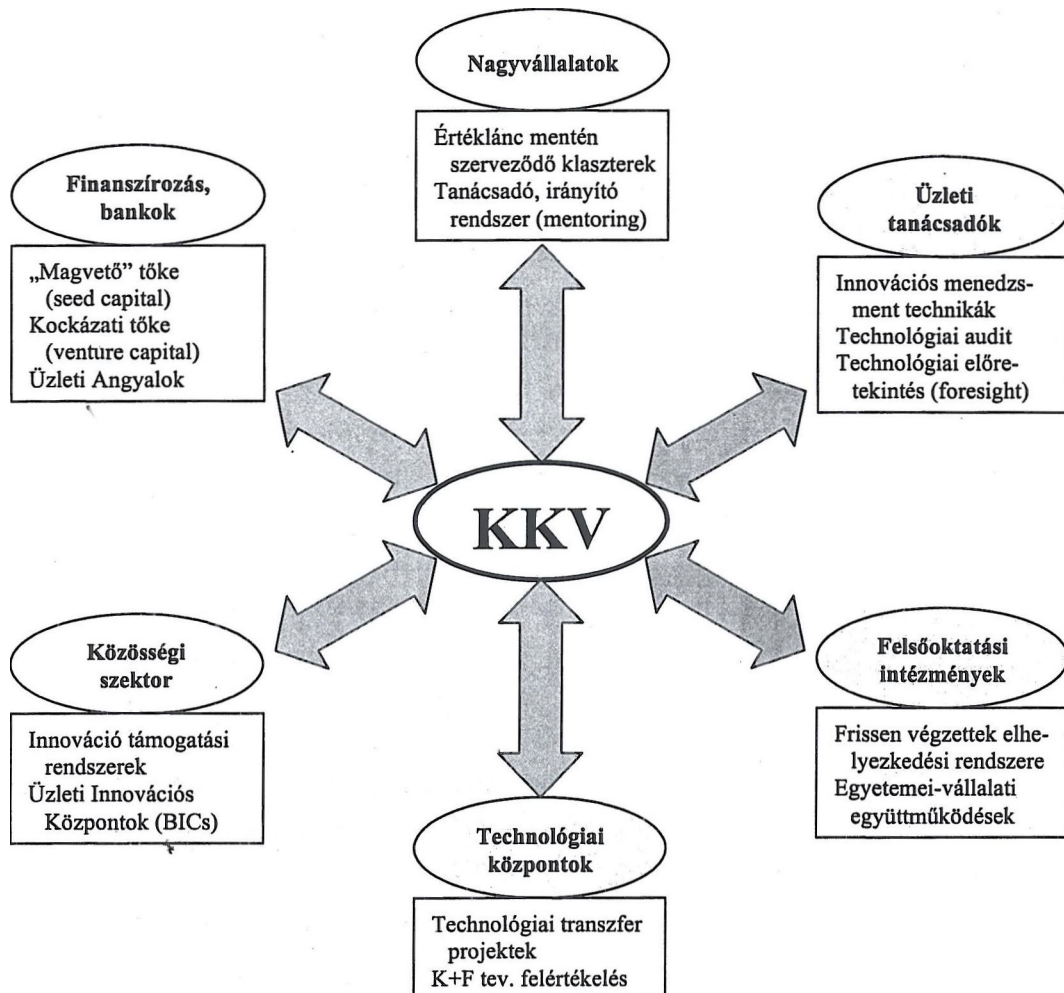 Nagyvállalatok
Értéklánc mentén
szerveződő klaszterek
Tanácsadó, irányító
rendszer (mentoring)
Finanszírozás,
bankok
„Magvető” tőke
(seed capital)
Kockázati tőke
(venture capital)
Üzleti Angyalok
Üzleti
tanácsadók
Innovációs menedzs-
ment technikák
Technológiai audit
Technológiai előre-
tekintés (foresight)
KKV
Közösségi
szektor
Innováció támogatási
rendszerek
Üzleti Innovációs
Központok (BICs)
Felsőoktatási
intézmények
Frissen végzettek elhe-
lyezkedési rendszere
Egyetemei-vállalati
együttműködések
Technológiai
központok
Technológiai transzfer
projektek
K+F tev. felértékelés